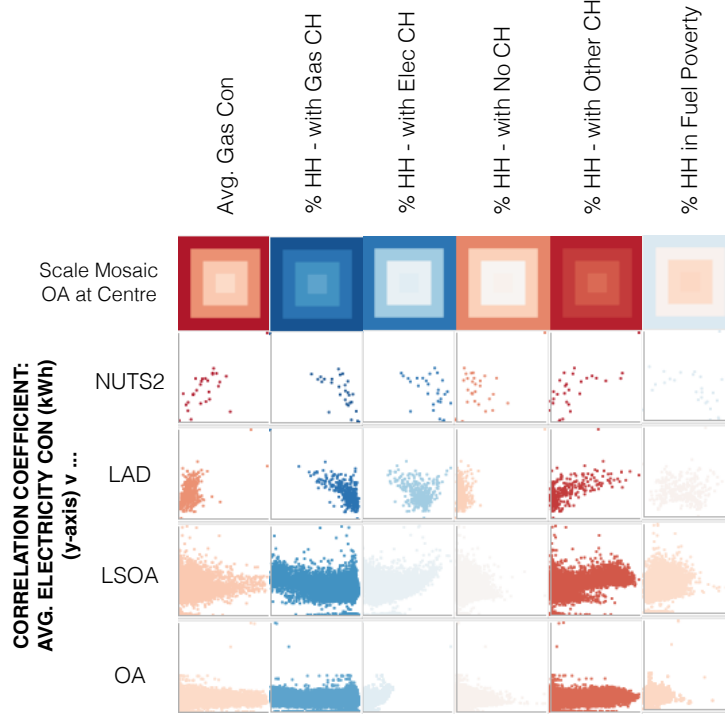 Avg. Gas Con
% HH - with Gas CH
% HH - with Elec CH
% HH - with No CH
% HH - with Other CH
% HH in Fuel Poverty
Scale Mosaic
OA at Centre
CORRELATION COEFFICIENT:
AVG. ELECTRICITY CON (kWh)
(y-axis) v ...
NUTS2
LAD
LSOA
OA